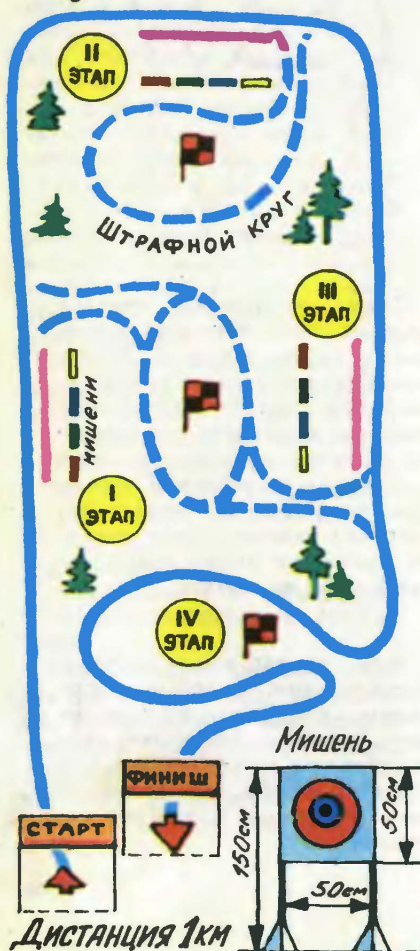 II
ЭТАП
ШТРАФНОЙ КРУГ
III
ЭТАП
мишени
I
ЭТАП
IV
ЭТАП
Мишень
ФИНИШ
СТАРТ
150см
50см
50см
Дистанция 1км